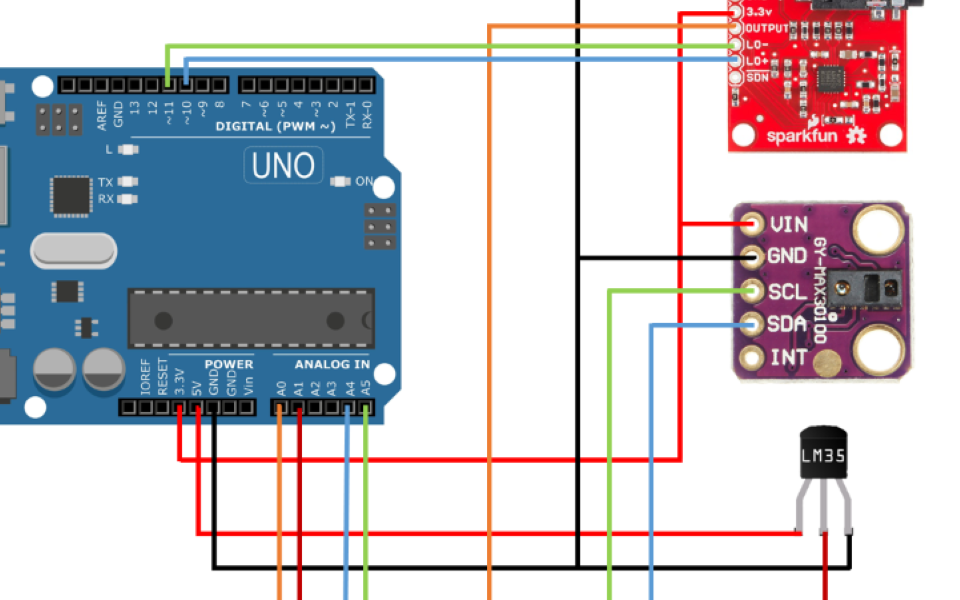 3.3v
OUTPUT
LO-
LO+
SDN
sparkfun
AREF
GND
13
12
~11
~10
~9
8
7
~6
~5
~4
~3
2
TX-1
RX-0
DIGITAL (PWM ~)
L
TX
RX
UNO
ON
VIN
GND
SCL
SDA
INT
GY-MAX30100
POWER
ANALOG IN
IOREF
RESET
3.3V
5V
GND
GND
Vin
A0
A1
A2
A3
A4
A5
LM35